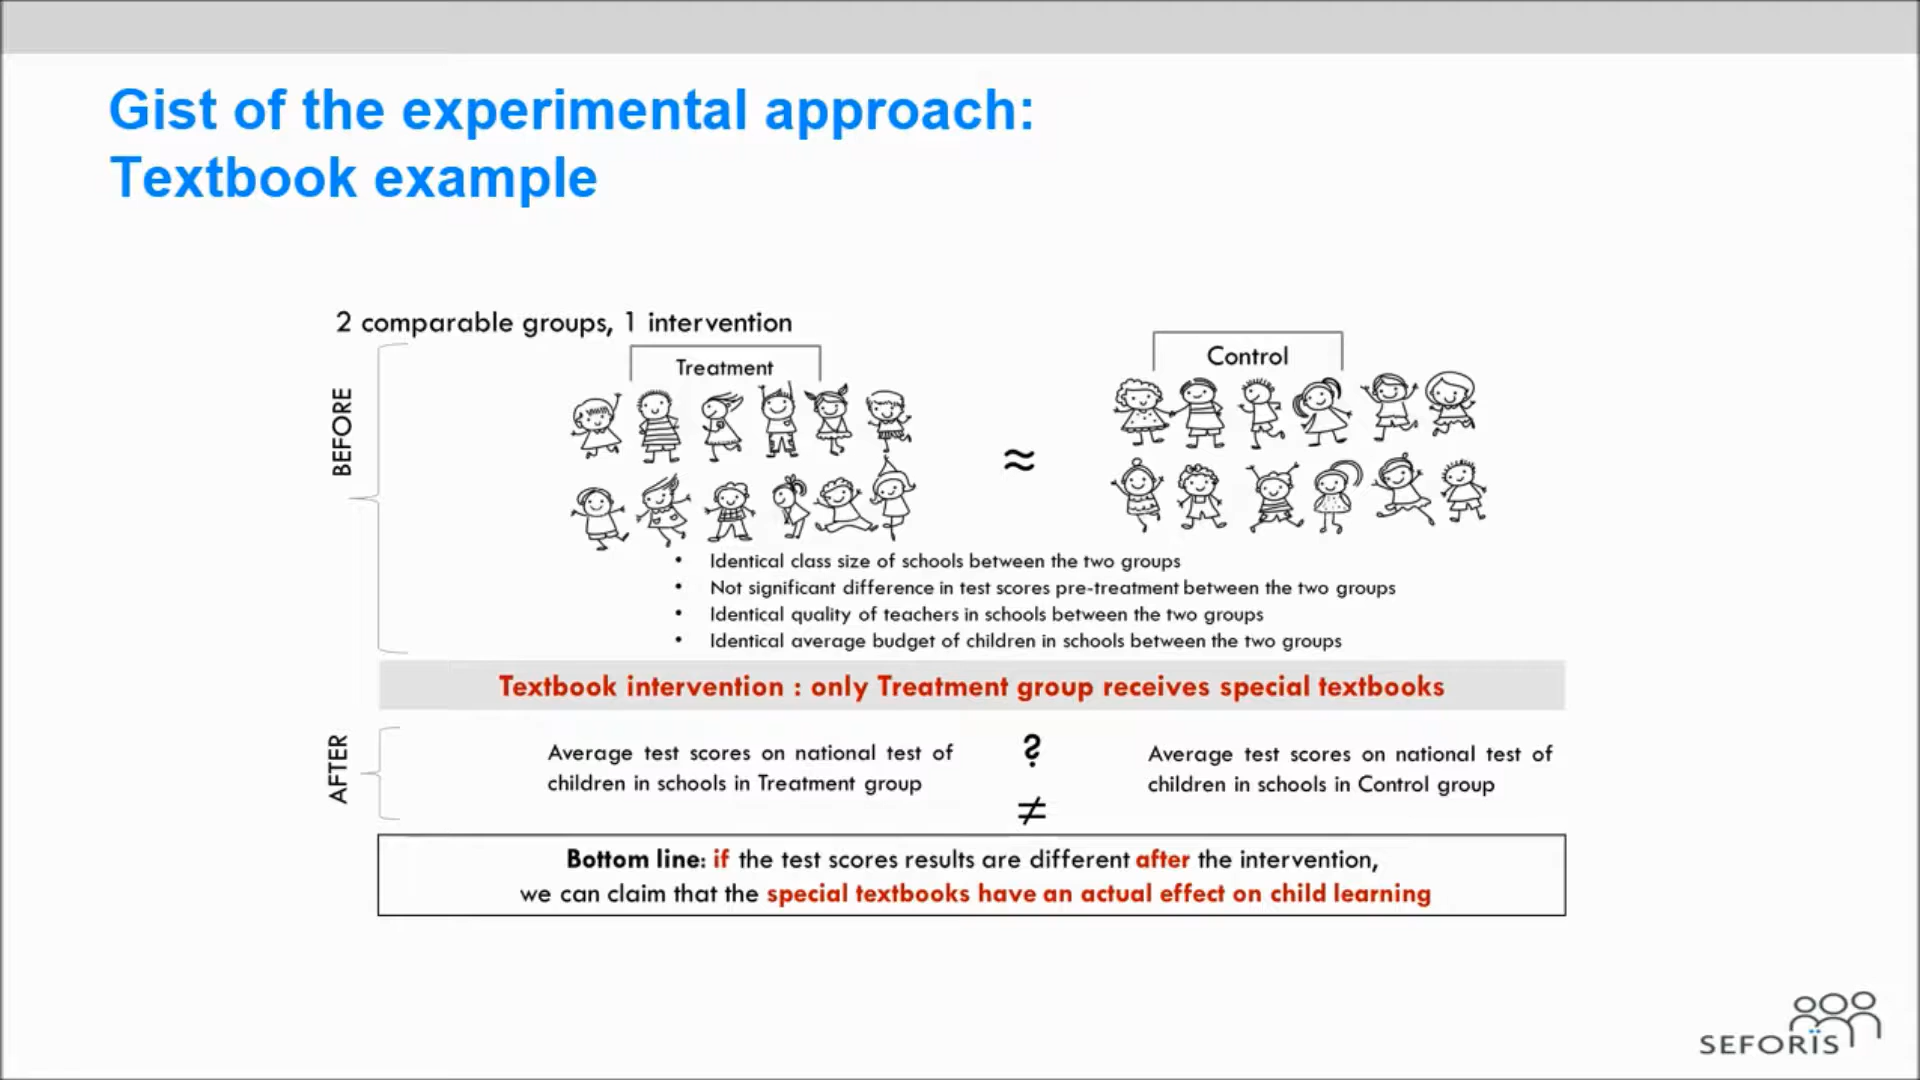 Gist of the experimental approach:
Textbook example
2 comparable groups, 1 intervention
Treatment
Control
BEFORE
≈
• Identical class size of schools between the two groups
• Not significant difference in test scores pre-treatment between the two groups
• Identical quality of teachers in schools between the two groups
• Identical average budget of children in schools between the two groups
Textbook intervention : only Treatment group receives special textbooks
AFTER
Average test scores on national test of
children in schools in Treatment group
?
≠
Average test scores on national test of
children in schools in Control group
Bottom line: if the test scores results are different after the intervention,
we can claim that the special textbooks have an actual effect on child learning
SEFORÏS